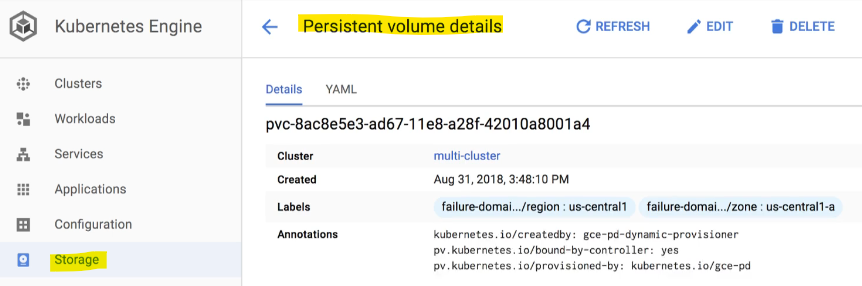 Kubernetes Engine
Persistent volume details
REFRESH
EDIT
DELETE
Clusters
Workloads
Services
Applications
Configuration
Storage
Details
YAML
pvc-8ac8e5e3-ad67-11e8-a28f-42010a8001a4
Cluster multi-cluster
Created Aug 31, 2018, 3:48:10 PM
Labels failure-domai.../region : us-central1 failure-domai.../zone : us-central1-a
Annotations kubernetes.io/createdby: gce-pd-dynamic-provisioner
pv.kubernetes.io/bound-by-controller: yes
pv.kubernetes.io/provisioned-by: kubernetes.io/gce-pd